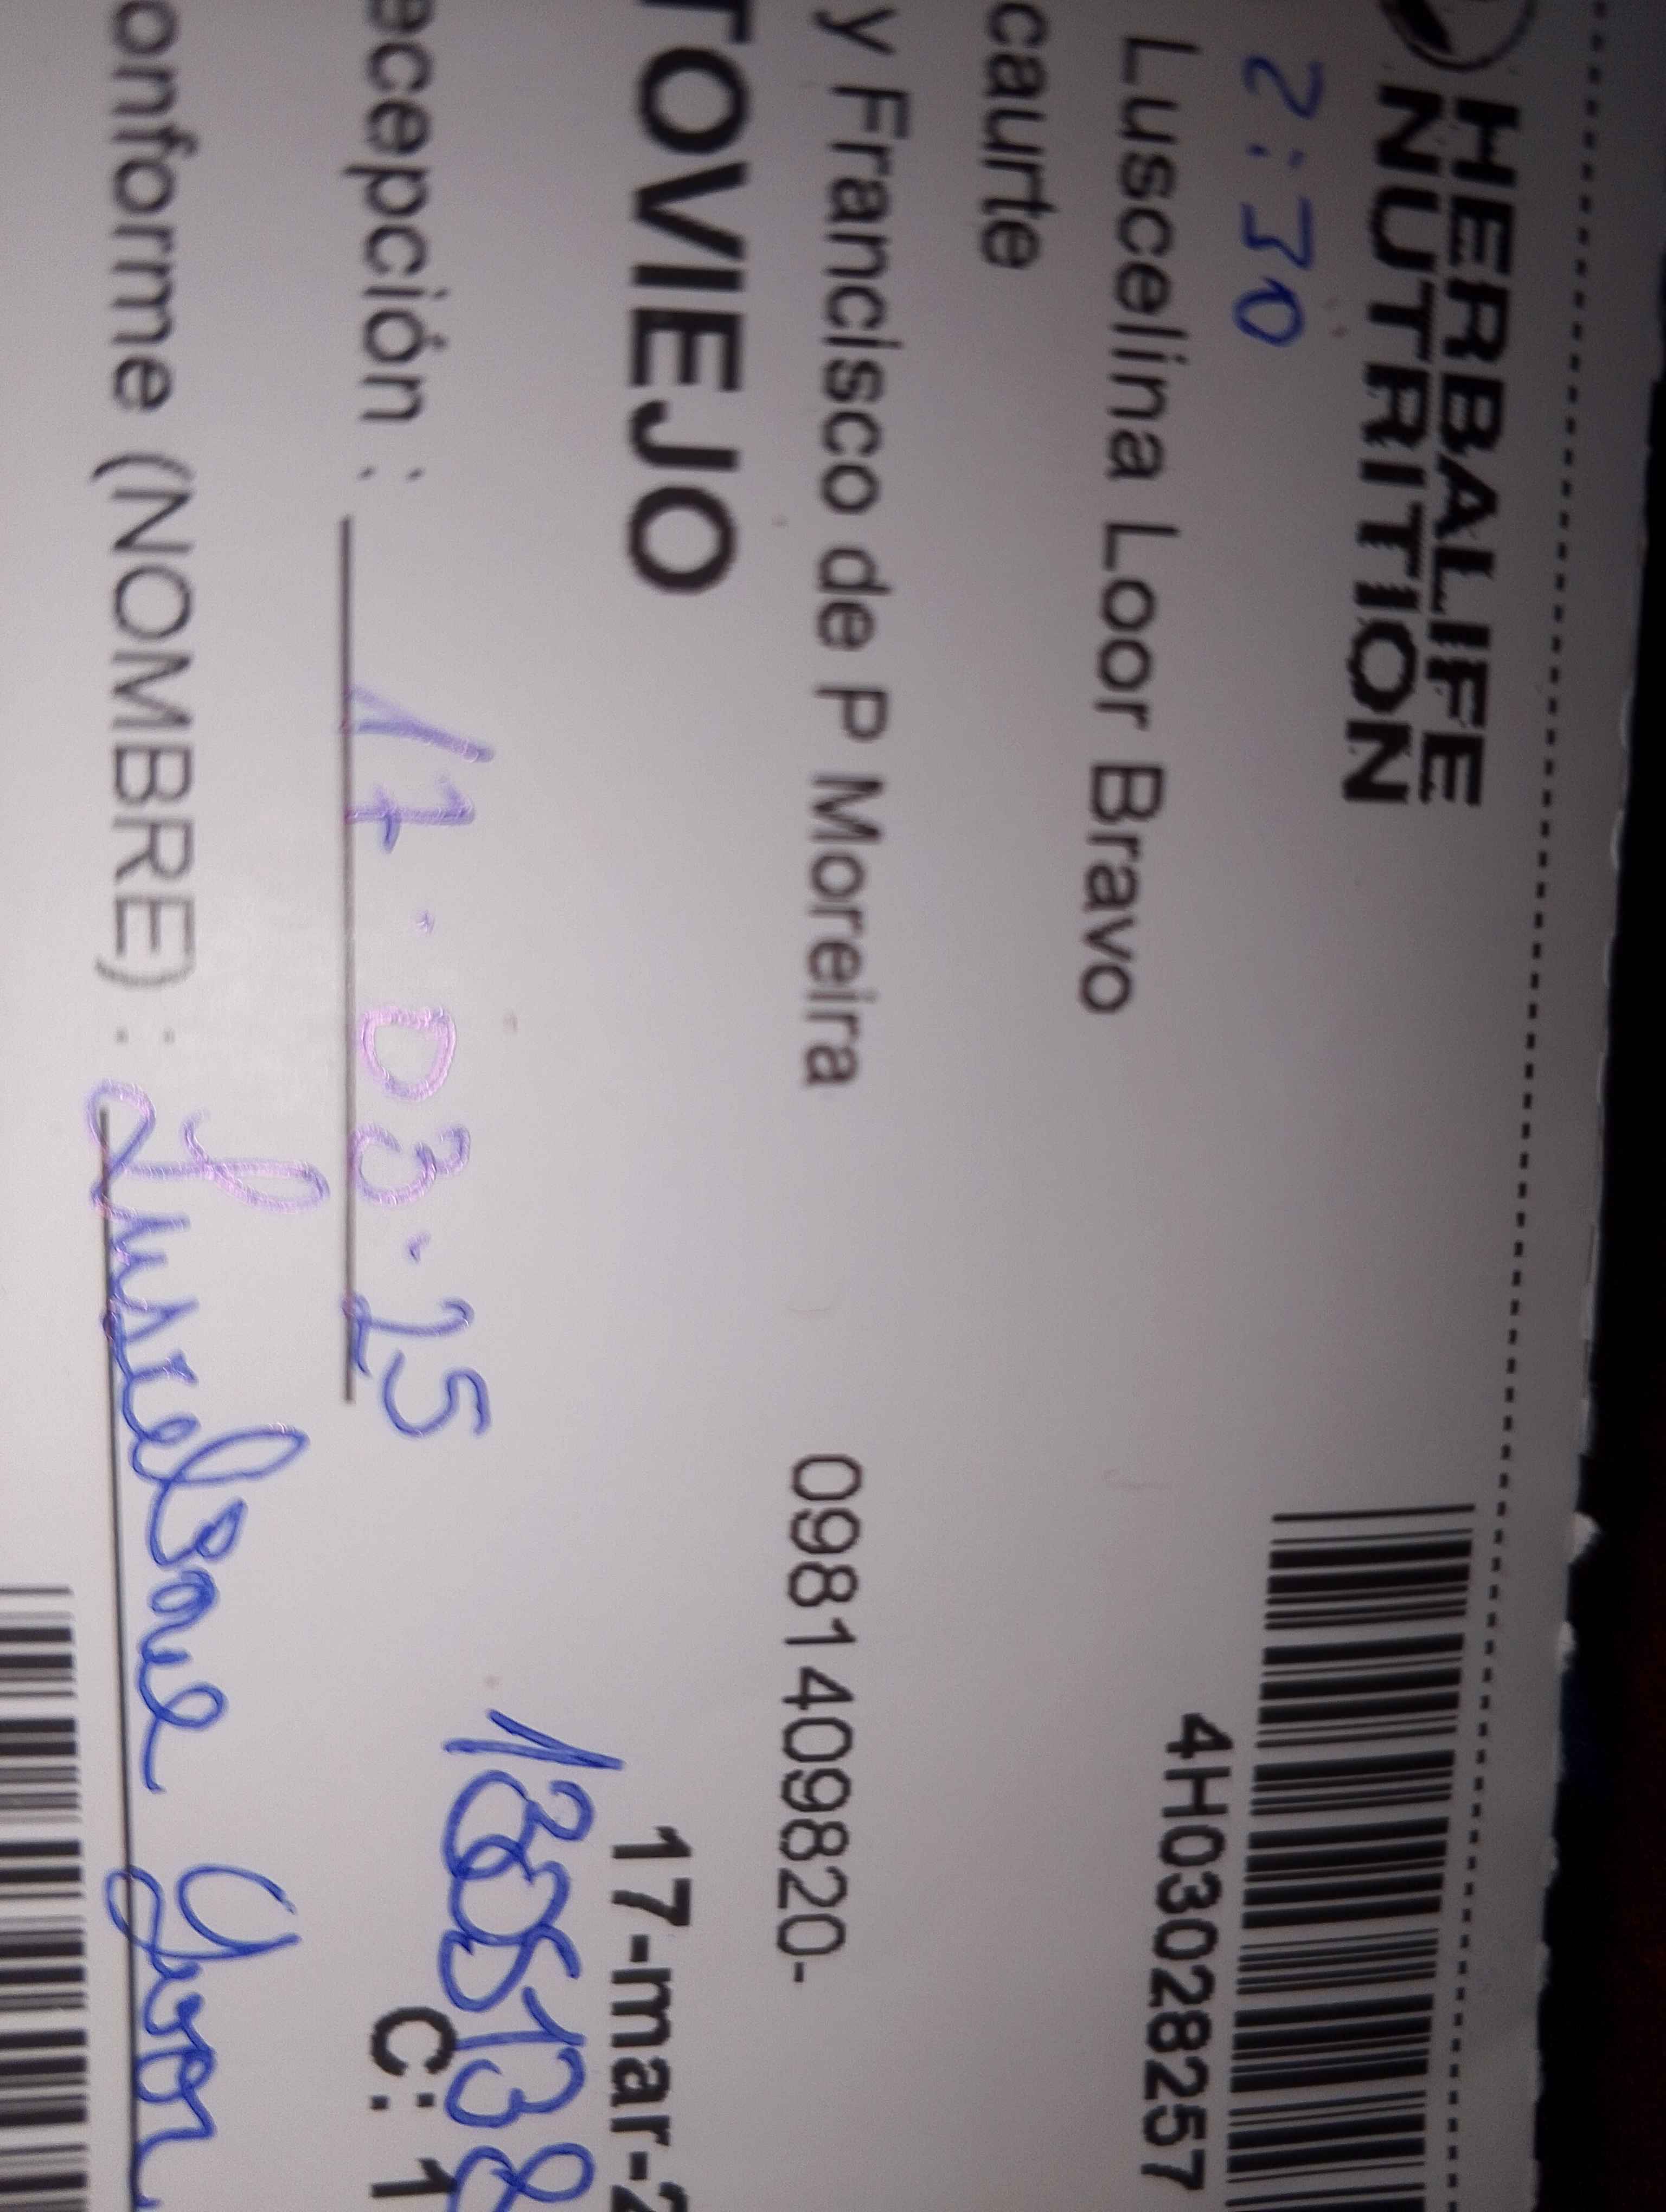 HERBALIFE
NUTRITION
2:30
4H03028257
Luscelina Loor Bravo
caurte
y Francisco de P Moreira 0981409820-
TOVIEJO
17-mar-2
ecepción : 17.03.25
C: 1
onforme (NOMBRE) :